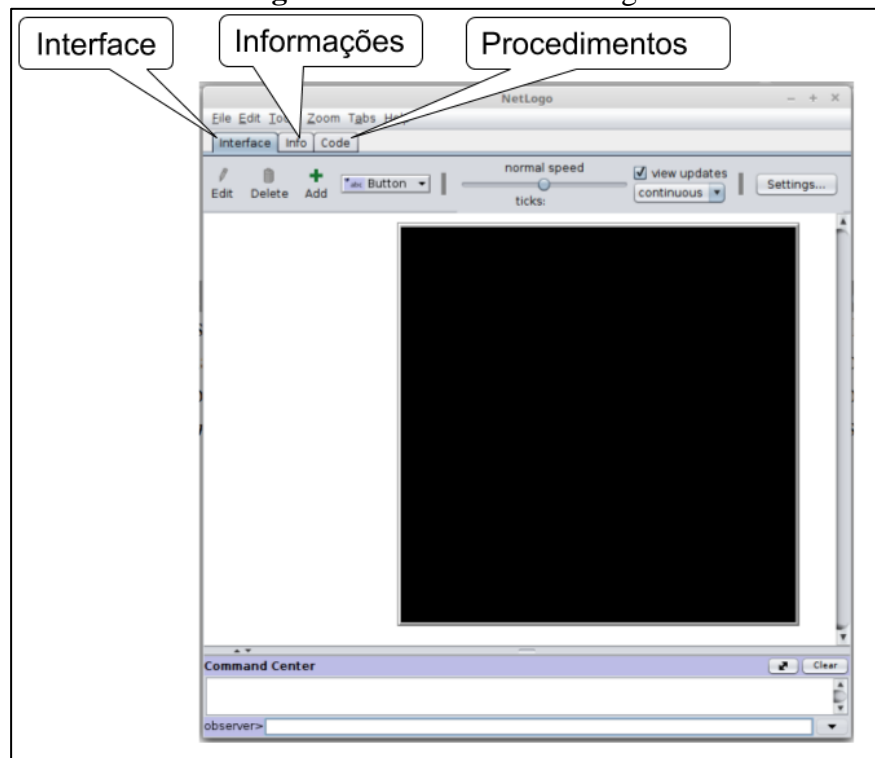 Interface
Informações
Procedimentos
NetLogo
File Edit Zoom Tabs
Interface Info Code
normal speed
view updates
Edit Delete Add Button continuous Settings...
ticks:
Command Center Clear
observer>